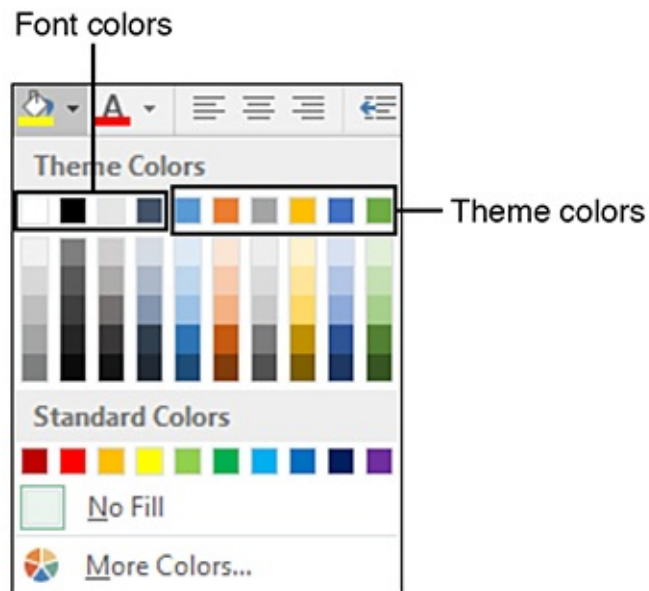 Font colors
A
Theme Colors
Theme colors
Standard Colors
No Fill
More Colors...